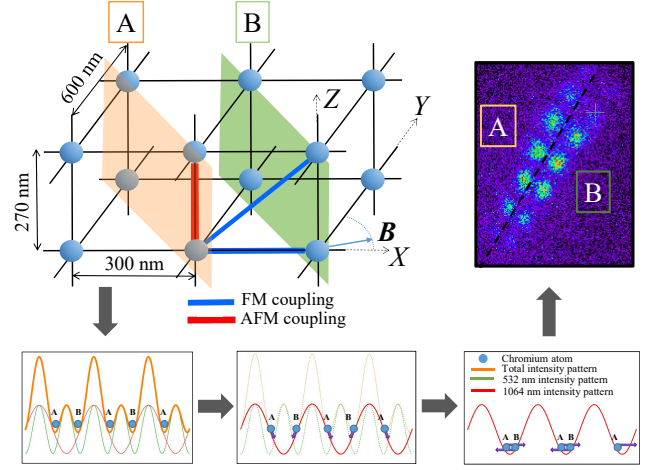 A
B
600 nm
Z
Y
A
B
270 nm
B
X
300 nm
FM coupling
AFM coupling
A B A B A
A B A B A
Chromium atom
Total intensity pattern
532 nm intensity pattern
1064 nm intensity pattern
A B A B A